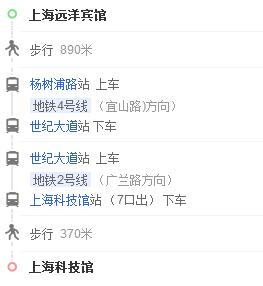 上海远洋宾馆
步行 890米
杨树浦路站 上车
地铁4号线 (宜山路)方向)
世纪大道站 下车
世纪大道站 上车
地铁2号线 (广兰路方向)
上海科技馆站 (7口出) 下车
步行 370米
上海科技馆